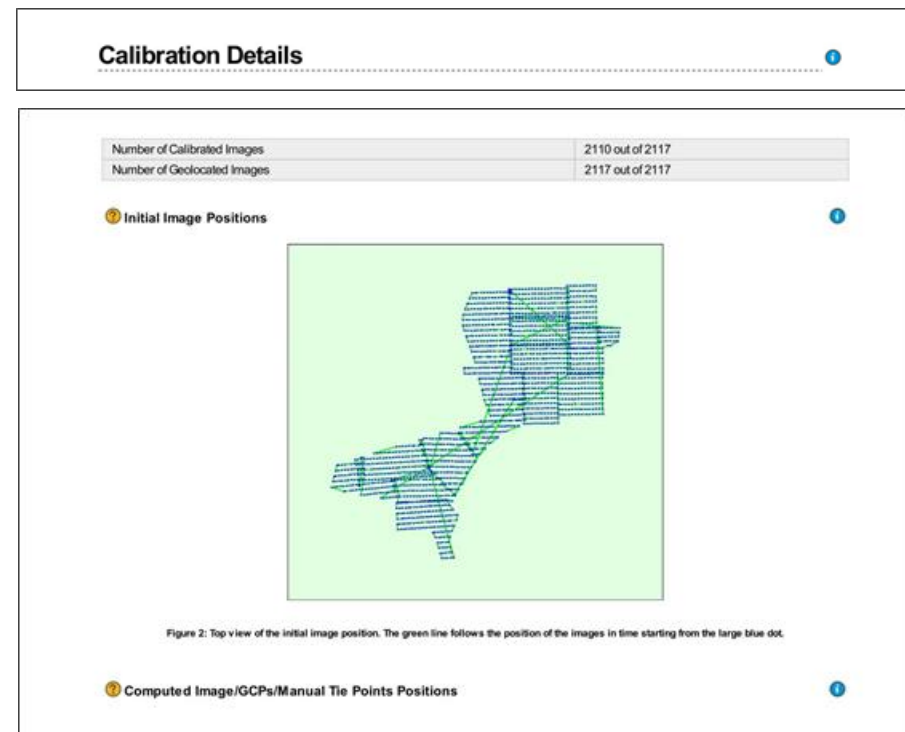 Calibration Details
Number of Calibrated Images 2110 out of 2117
Number of Geolocated Images 2117 out of 2117
Initial Image Positions
Figure 2: Top view of the initial image position. The green line follows the position of the images in time starting from the large blue dot.
Computed Image/GCPs/Manual Tie Points Positions